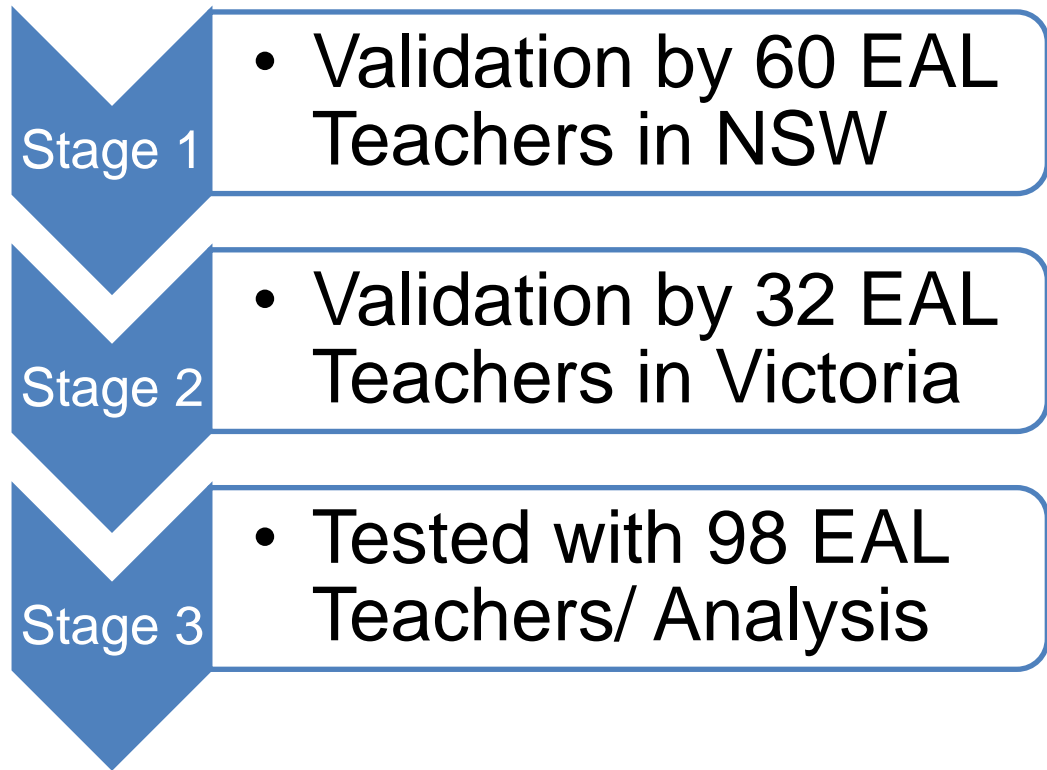 Stage 1
• Validation by 60 EAL
Teachers in NSW
Stage 2
• Validation by 32 EAL
Teachers in Victoria
Stage 3
• Tested with 98 EAL
Teachers/ Analysis